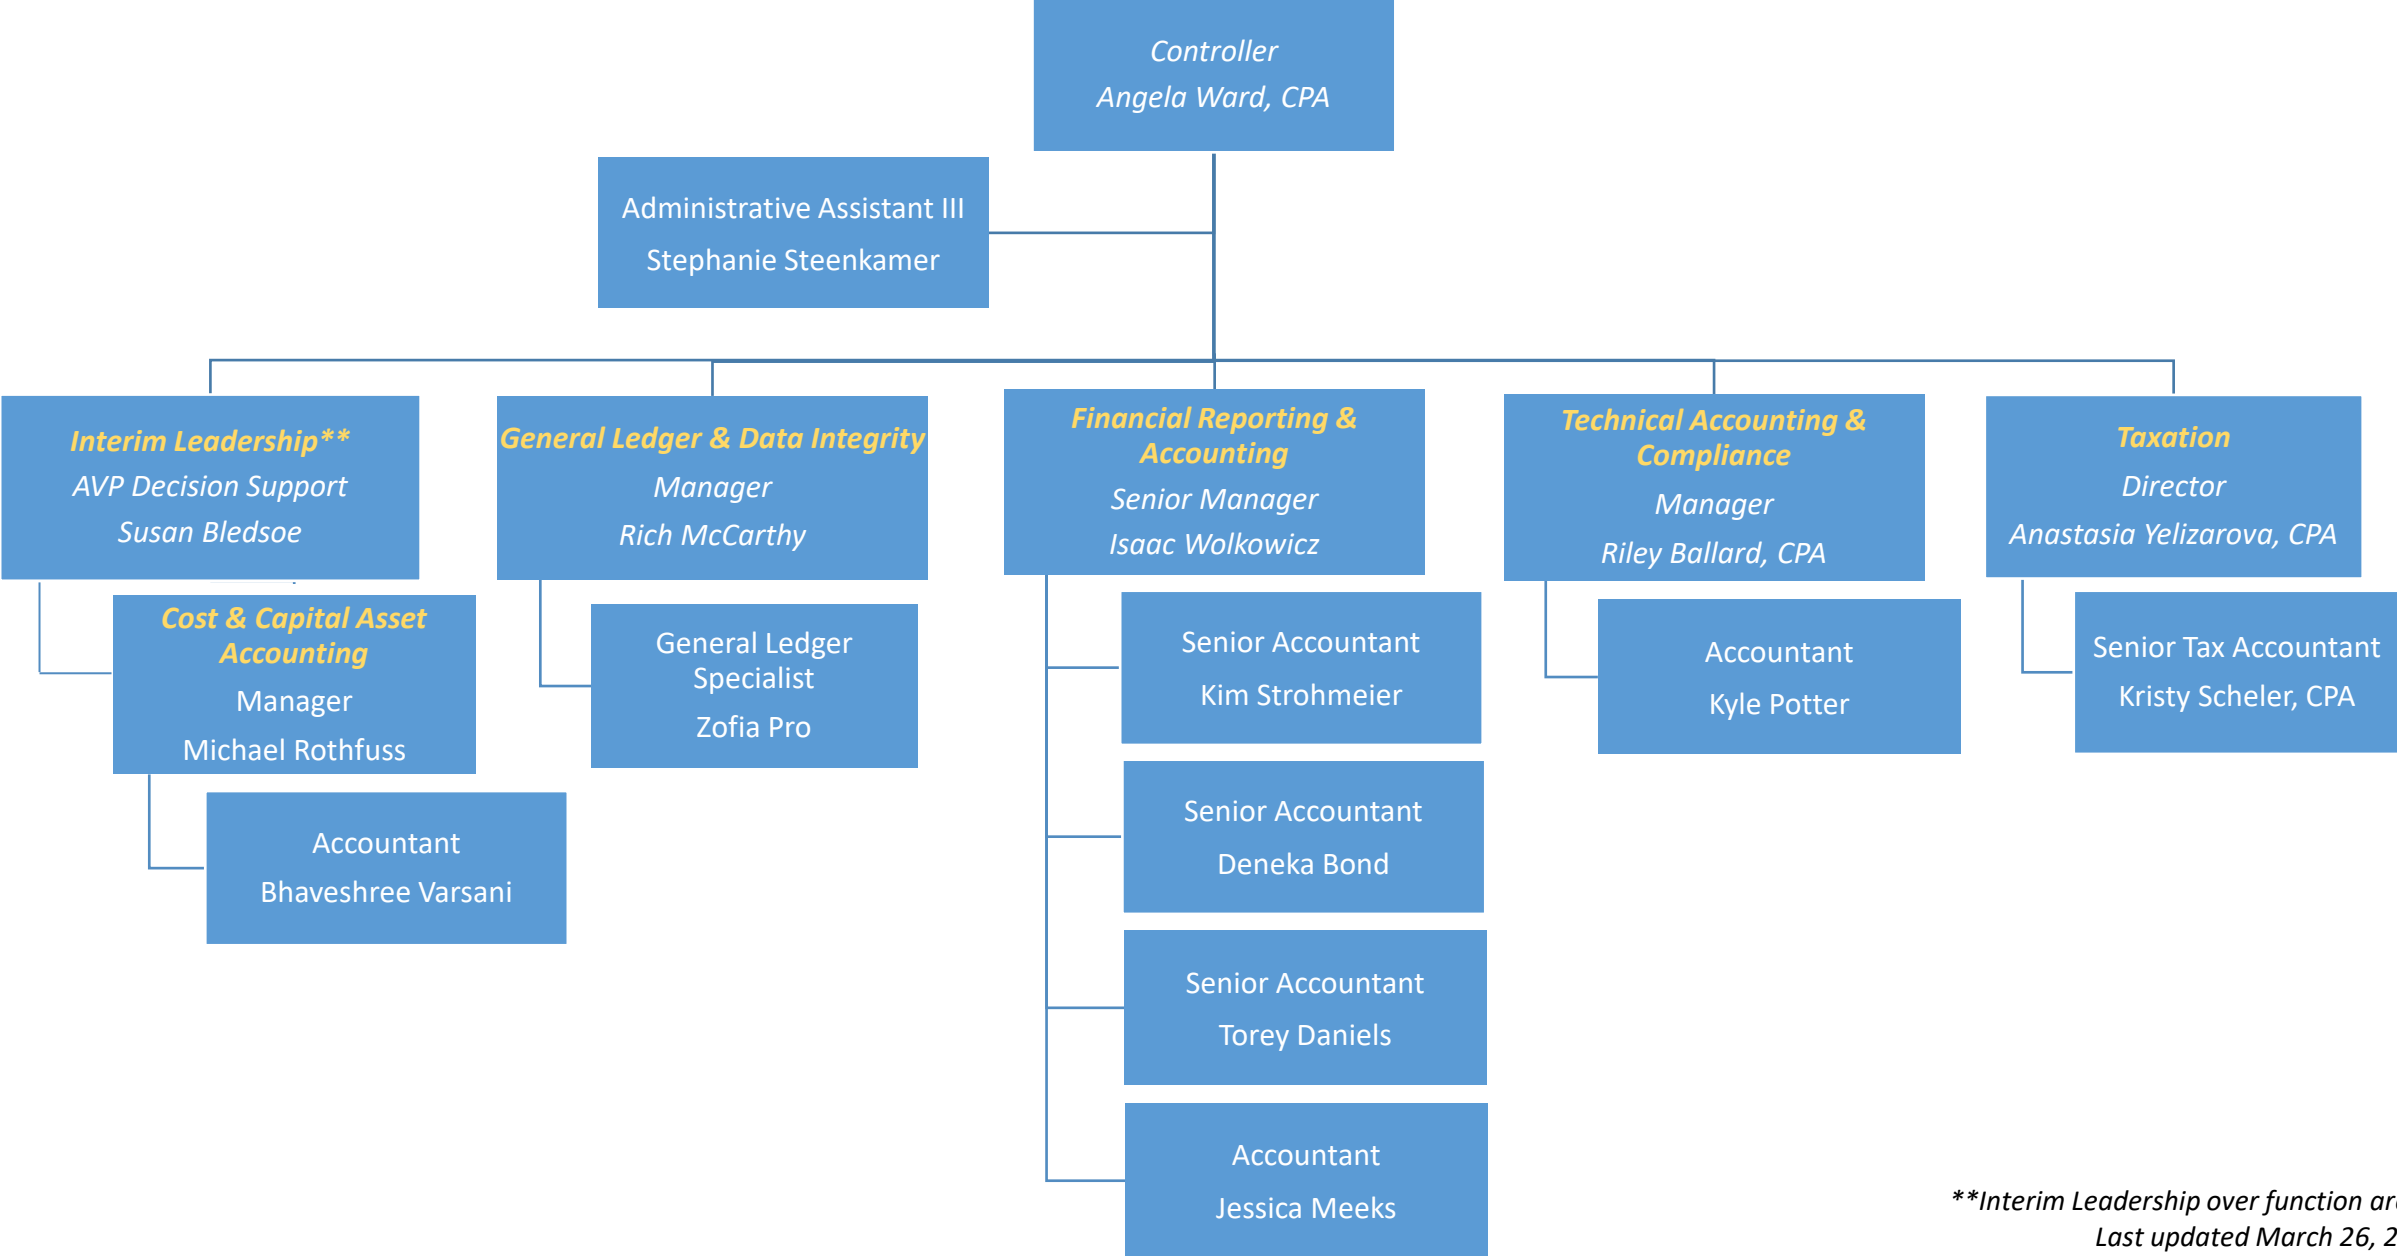 Controller
Angela Ward, CPA
Administrative Assistant III
Stephanie Steenkamer
Interim Leadership**
AVP Decision Support
Susan Bledsoe
Cost & Capital Asset
Accounting
Manager
Michael Rothfuss
Accountant
Bhaveshree Varsani
General Ledger & Data Integrity
Manager
Rich McCarthy
General Ledger
Specialist
Zofia Pro
Financial Reporting &
Accounting
Senior Manager
Isaac Wolkowicz
Senior Accountant
Kim Strohmeier
Senior Accountant
Deneka Bond
Senior Accountant
Torey Daniels
Accountant
Jessica Meeks
Technical Accounting &
Compliance
Manager
Riley Ballard, CPA
Accountant
Kyle Potter
Taxation
Director
Anastasia Yelizarova, CPA
Senior Tax Accountant
Kristy Scheler, CPA
**Interim Leadership over function
Last updated March 26,